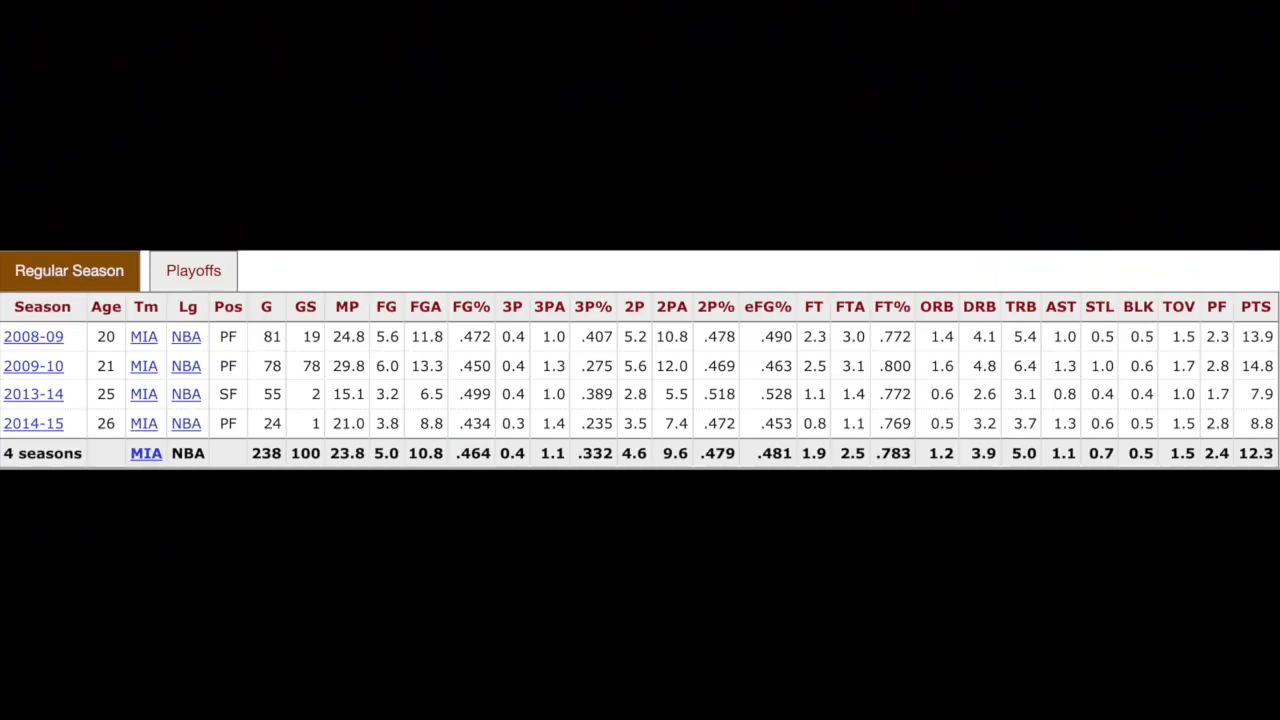 Regular Season Playoffs
Season Age Tm Lg Pos G GS MP FG FGA FG% 3P 3PA 3P% 2P 2PA 2P% eFG% FT FTA FT% ORB DRB TRB AST STL BLK TOV PF PTS
2008-09 20 MIA NBA PF 81 19 24.8 5.6 11.8 .472 0.4 1.0 .407 5.2 10.8 .478 .490 2.3 3.0 .772 1.4 4.1 5.4 1.0 0.5 0.5 1.5 2.3 13.9
2009-10 21 MIA NBA PF 78 78 29.8 6.0 13.3 .450 0.4 1.3 .275 5.6 12.0 .469 .463 2.5 3.1 .800 1.6 4.8 6.4 1.3 1.0 0.6 1.7 2.8 14.8
2013-14 25 MIA NBA SF 55 2 15.1 3.2 6.5 .499 0.4 1.0 .389 2.8 5.5 .518 .528 1.1 1.4 .772 0.6 2.6 3.1 0.8 0.4 0.4 1.0 1.7 7.9
2014-15 26 MIA NBA PF 24 1 21.0 3.8 8.8 .434 0.3 1.4 .235 3.5 7.4 .472 .453 0.8 1.1 .769 0.5 3.2 3.7 1.3 0.6 0.5 1.5 2.8 8.8
4 seasons MIA NBA 238 100 23.8 5.0 10.8 .464 0.4 1.1 .332 4.6 9.6 .479 .481 1.9 2.5 .783 1.2 3.9 5.0 1.1 0.7 0.5 1.5 2.4 12.3